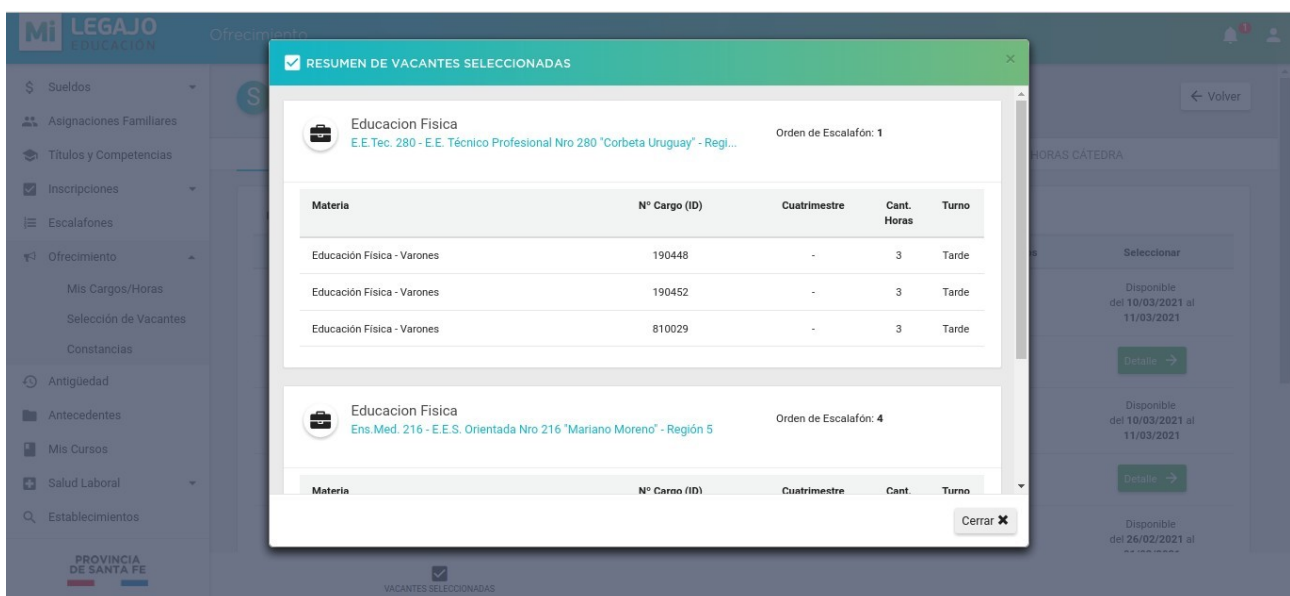 Mi LEGAJO
EDUCACIÓN
Ofrecimiento
1
Sueldos
Asignaciones Familiares
Títulos y Competencias
Inscripciones
Escalafones
Ofrecimiento
Mis Cargos/Horas
Selección de Vacantes
Constancias
Antigüedad
Antecedentes
Mis Cursos
Salud Laboral
Establecimientos
PROVINCIA
DE SANTA FE
S
← Volver
HORAS CÁTEDRA
RESUMEN DE VACANTES SELECCIONADAS ×
Educacion Fisica
E.E.Tec. 280 - E.E. Técnico Profesional Nro 280 "Corbeta Uruguay" - Regi...
Orden de Escalafón: 1
Materia Nº Cargo (ID) Cuatrimestre Cant. Horas Turno
Educación Física - Varones 190448 - 3 Tarde
Educación Física - Varones 190452 - 3 Tarde
Educación Física - Varones 810029 - 3 Tarde
Educacion Fisica
Ens.Med. 216 - E.E.S. Orientada Nro 216 "Mariano Moreno" - Región 5
Orden de Escalafón: 4
Materia Nº Cargo (ID) Cuatrimestre Cant. Turno
Cerrar ✖
Seleccionar
Disponible
del 10/03/2021 al
11/03/2021
Detalle →
Disponible
del 10/03/2021 al
11/03/2021
Detalle →
Disponible
del 26/02/2021 al
VACANTES SELECCIONADAS